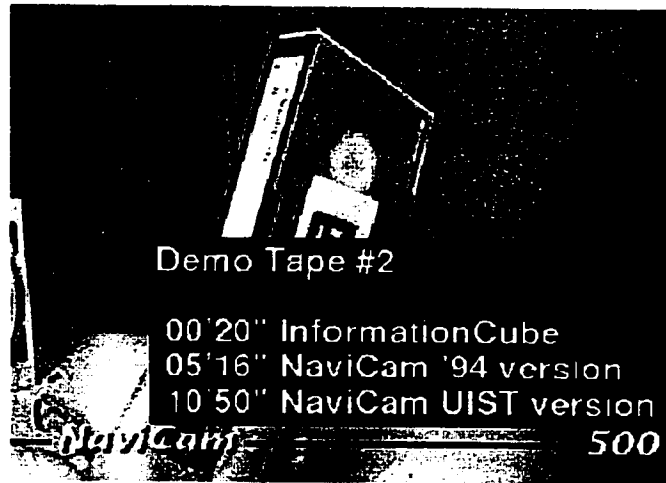 Demo Tape #2
00'20" InformationCube
05'16" NaviCam '94 version
10'50" NaviCam UIST version
NaviCam 500